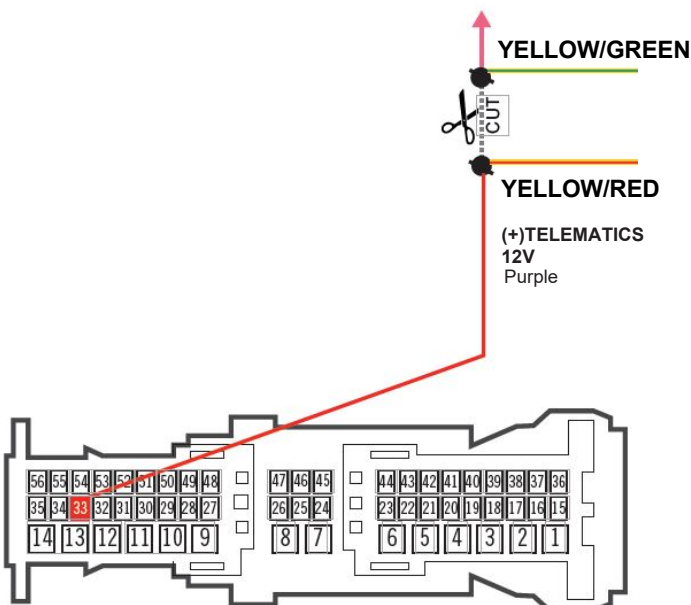 YELLOW/GREEN
CUT
YELLOW/RED
(+)TELEMATICS
12V
Purple
56 55 54 53 52 51 50 49 48 47 46 45 44 43 42 41 40 39 38 37 36
35 34 33 32 31 30 29 28 27 26 25 24 23 22 21 20 19 18 17 16 15
14 13 12 11 10 9 8 7 6 5 4 3 2 1